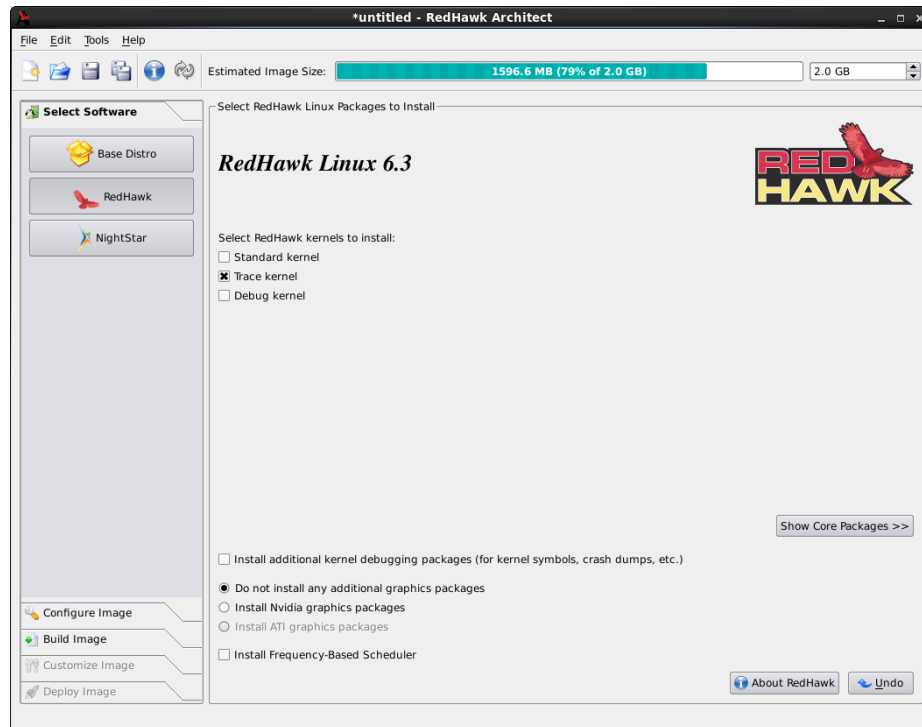 *untitled - RedHawk Architect
File Edit Tools Help
Estimated Image Size: 1596.6 MB (79% of 2.0 GB) 2.0 GB
Select Software
Base Distro
RedHawk
NightStar
Configure Image
Build Image
Customize Image
Deploy Image
Select RedHawk Linux Packages to Install
RedHawk Linux 6.3
RED
HAWK
Select RedHawk kernels to install:
Standard kernel
Trace kernel
Debug kernel
Show Core Packages >>
Install additional kernel debugging packages (for kernel symbols, crash dumps, etc.)
Do not install any additional graphics packages
Install Nvidia graphics packages
Install ATI graphics packages
Install Frequency-Based Scheduler
About RedHawk Undo